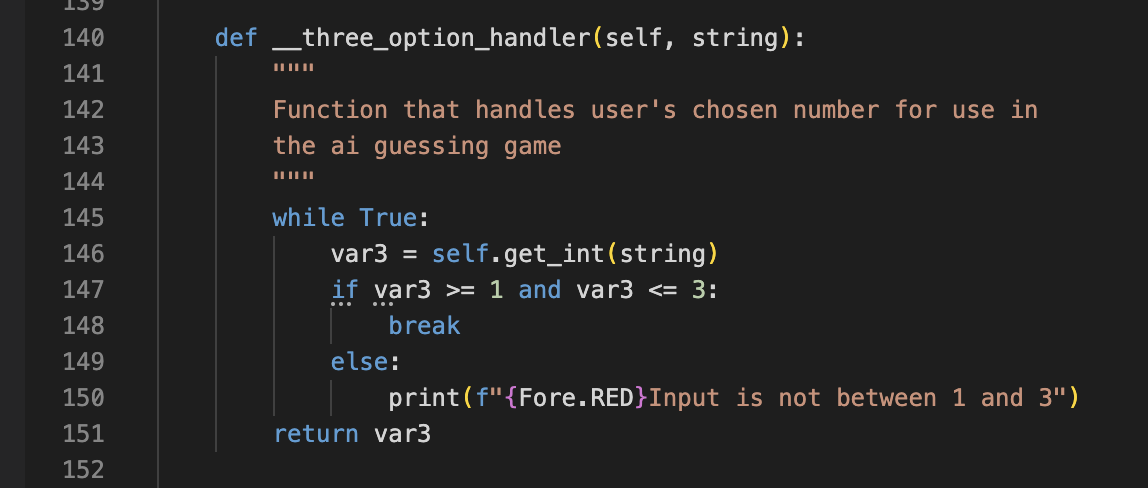 139
140 def __three_option_handler(self, string):
141 """
142 Function that handles user's chosen number for use in
143 the ai guessing game
144 """
145 while True:
146 var3 = self.get_int(string)
147 if var3 >= 1 and var3 <= 3:
148 break
149 else:
150 print(f"{Fore.RED}Input is not between 1 and 3")
151 return var3
152